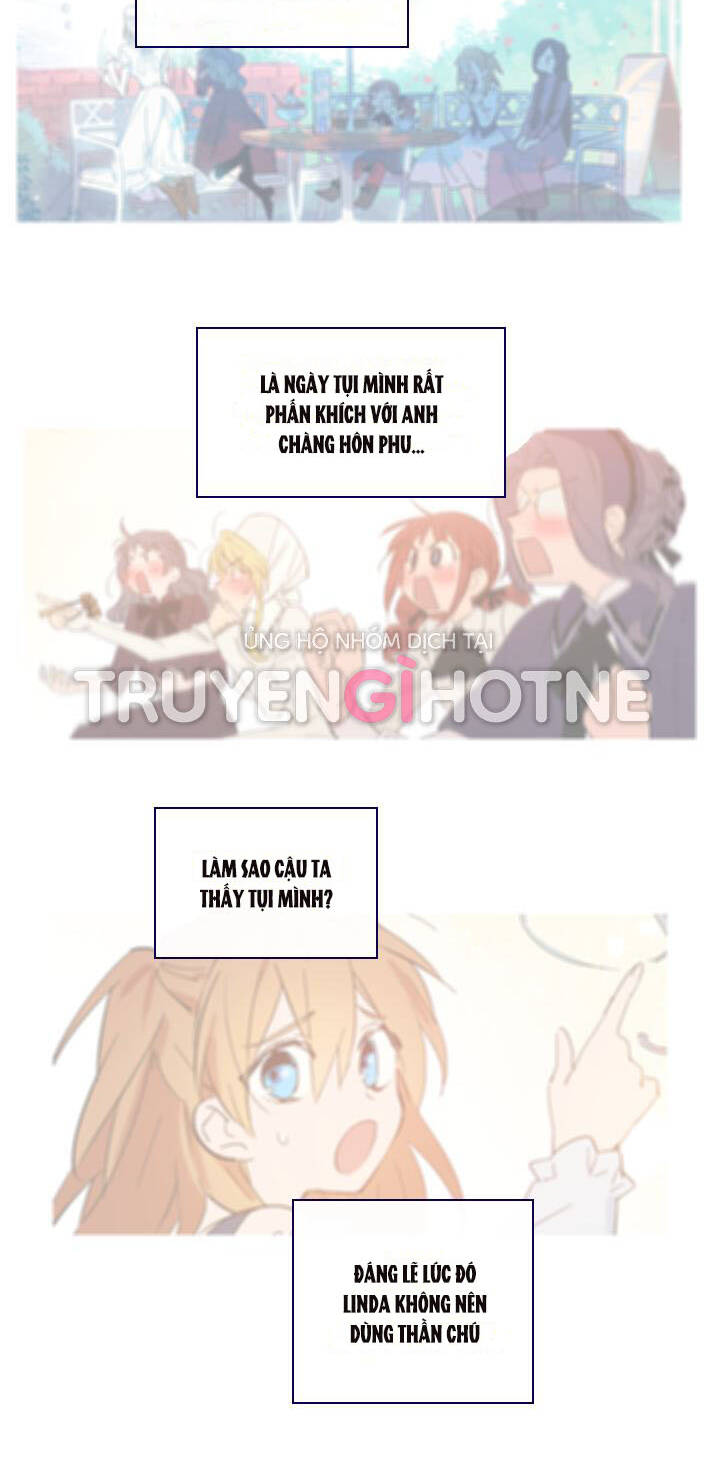 LÀ NGÀY TỤI MÌNH RẤT
PHẤN KHÍCH VỚI ANH
CHÀNG HÔN PHU...
ỦNG HỘ NHÓM DỊCH TẠI
TRUYENGIHOTNE
LÀM SAO CẬU TA
THẤY TỤI MÌNH?
ĐÁNG LẼ LÚC ĐÓ
LINDA KHÔNG NÊN
DÙNG THẦN CHÚ